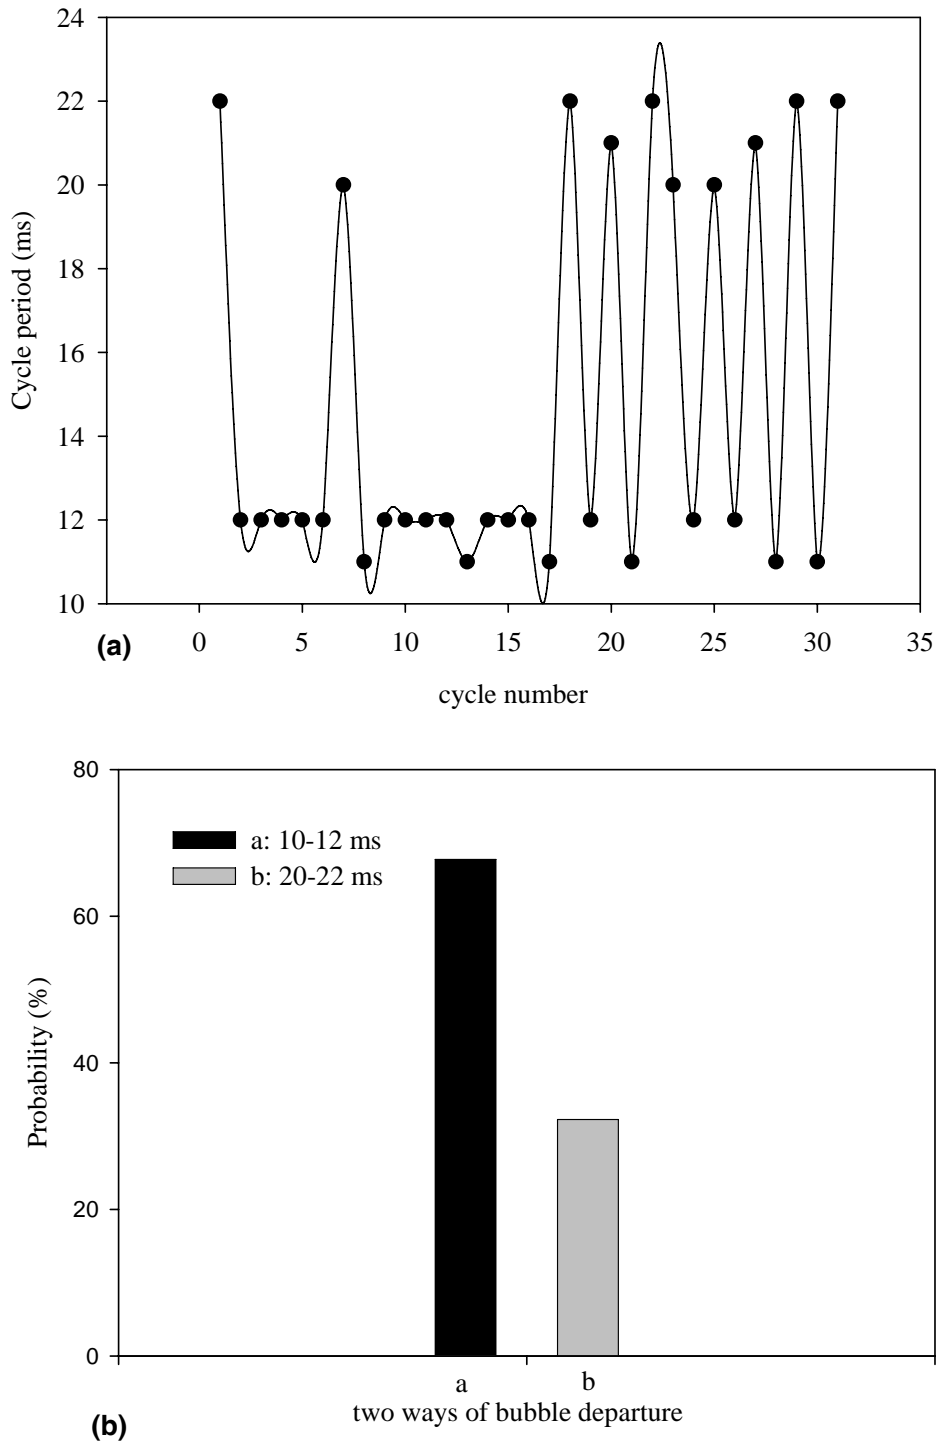 24
22
20
18
16
14
12
10
Cycle period (ms)
(a)
0 5 10 15 20 25 30 35
cycle number
80
60
40
20
0
Probability (%)
a: 10-12 ms
b: 20-22 ms
a b
two ways of bubble departure
(b)